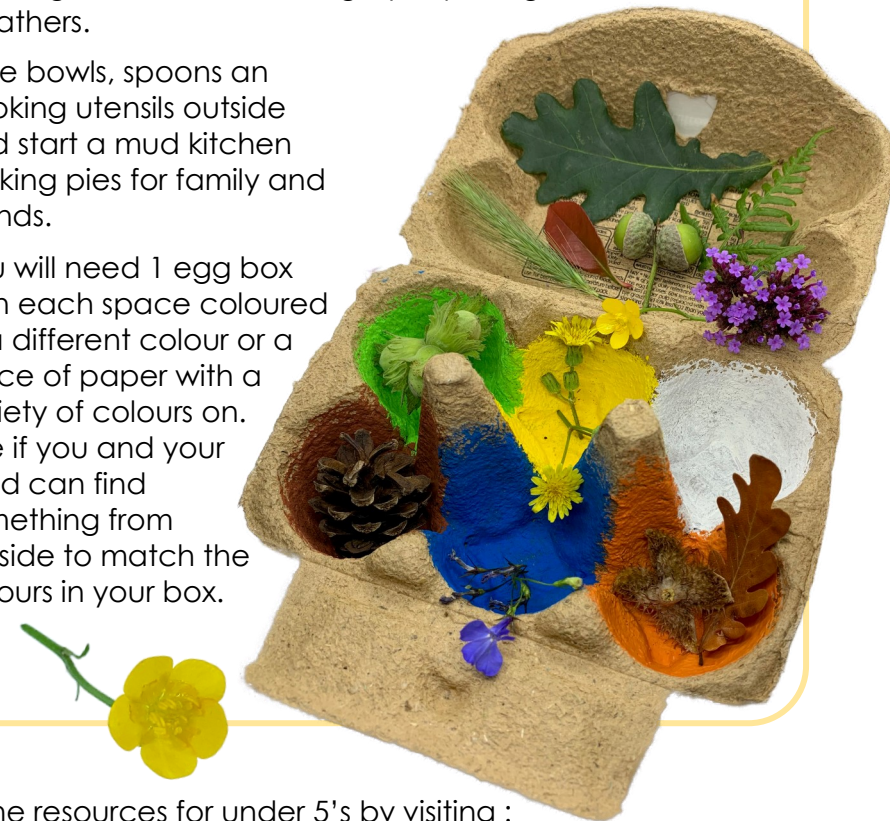 athers.
e bowls, spoons an
oking utensils outside
d start a mud kitchen
king pies for family and
nds.
u will need 1 egg box
h each space coloured
a different colour or a
ce of paper with a
iety of colours on.
e if you and your
d can find
mething from
side to match the
ours in your box.
ne resources for under 5's by visiting :